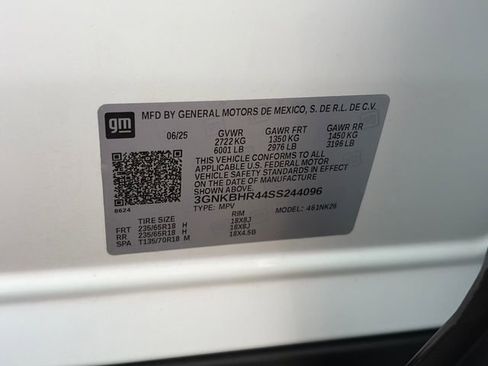 gm
MFD BY GENERAL MOTORS DE MEXICO, S. DE R.L. DE C.V.
06/25 GVWR GAWR FRT GAWR RR
2722 KG 1350 KG 1450 KG
6001 LB 2976 LB 3196 LB
THIS VEHICLE CONFORMS TO ALL
APPLICABLE U.S. FEDERAL MOTOR
VEHICLE SAFETY STANDARDS IN
EFFECT ON THE DATE OF MANUFACTURE
SHOWN ABOVE.
3GNKBHR44SS244096
TYPE: MPV MODEL: 461NK26
8624
TIRE SIZE RIM
FRT 235/65R18 H 18X8J
RR 235/65R18 H 18X8J
SPA T135/70R18 M 18X4.5B